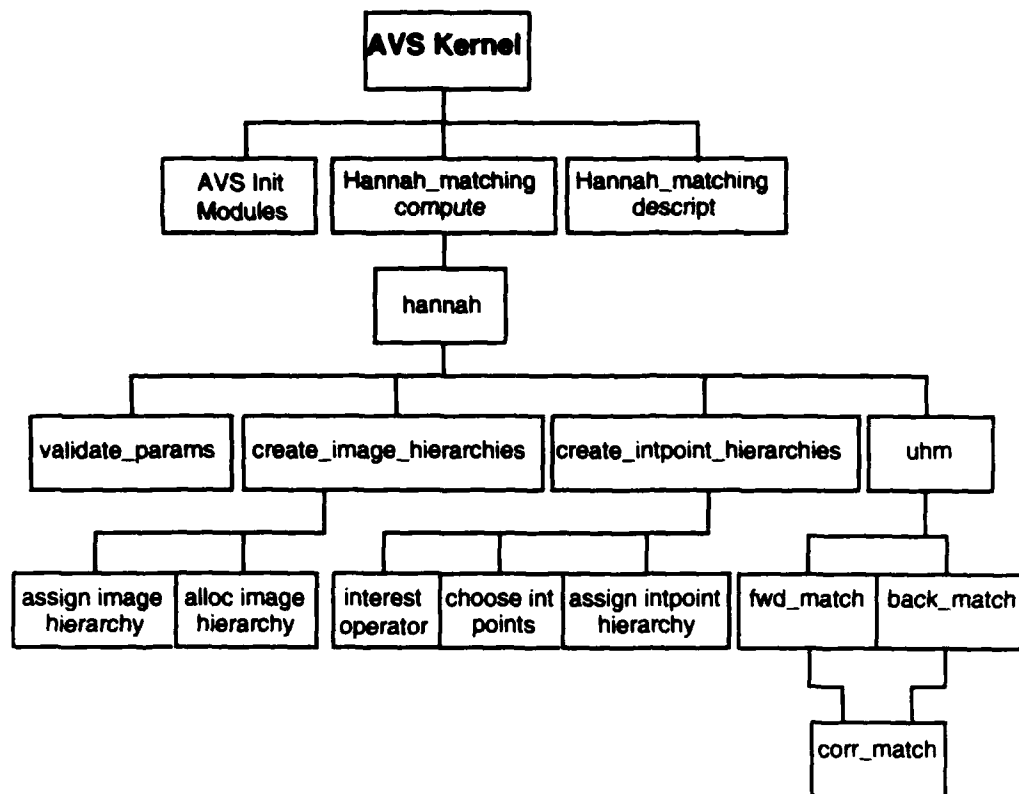 AVS Kernel
AVS Init
Modules
Hannah_matching
compute
Hannah_matching
descript
hannah
validate_params
create_image_hierarchies
create_intpoint_hierarchies
uhm
assign image
hierarchy
alloc image
hierarchy
interest
operator
choose int
points
assign intpoint
hierarchy
fwd_match
back_match
corr_match